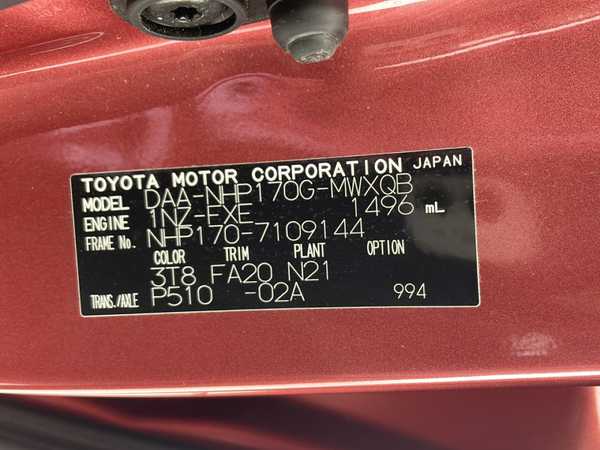 TOYOTA MOTOR CORPORATION JAPAN
MODEL DAA-NHP170G-MWXQB
ENGINE 1NZ-FXE 1496 mL
FRAME No. NHP170-7109144
COLOR TRIM PLANT OPTION
3T8 FA20 N21
TRANS./AXLE P510 -02A 994